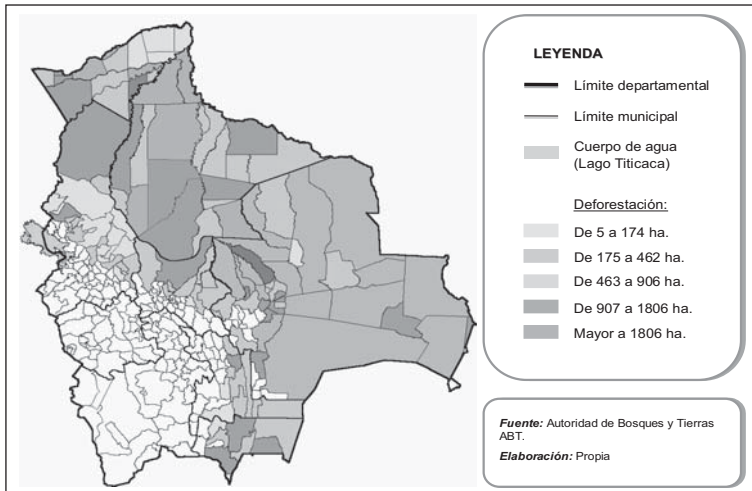 LEYENDA
Límite departamental
Límite municipal
Cuerpo de agua
(Lago Titicaca)
Deforestación:
De 5 a 174 ha.
De 175 a 462 ha.
De 463 a 906 ha.
De 907 a 1806 ha.
Mayor a 1806 ha.
Fuente: Autoridad de Bosques y Tierras
ABT.
Elaboración: Propia